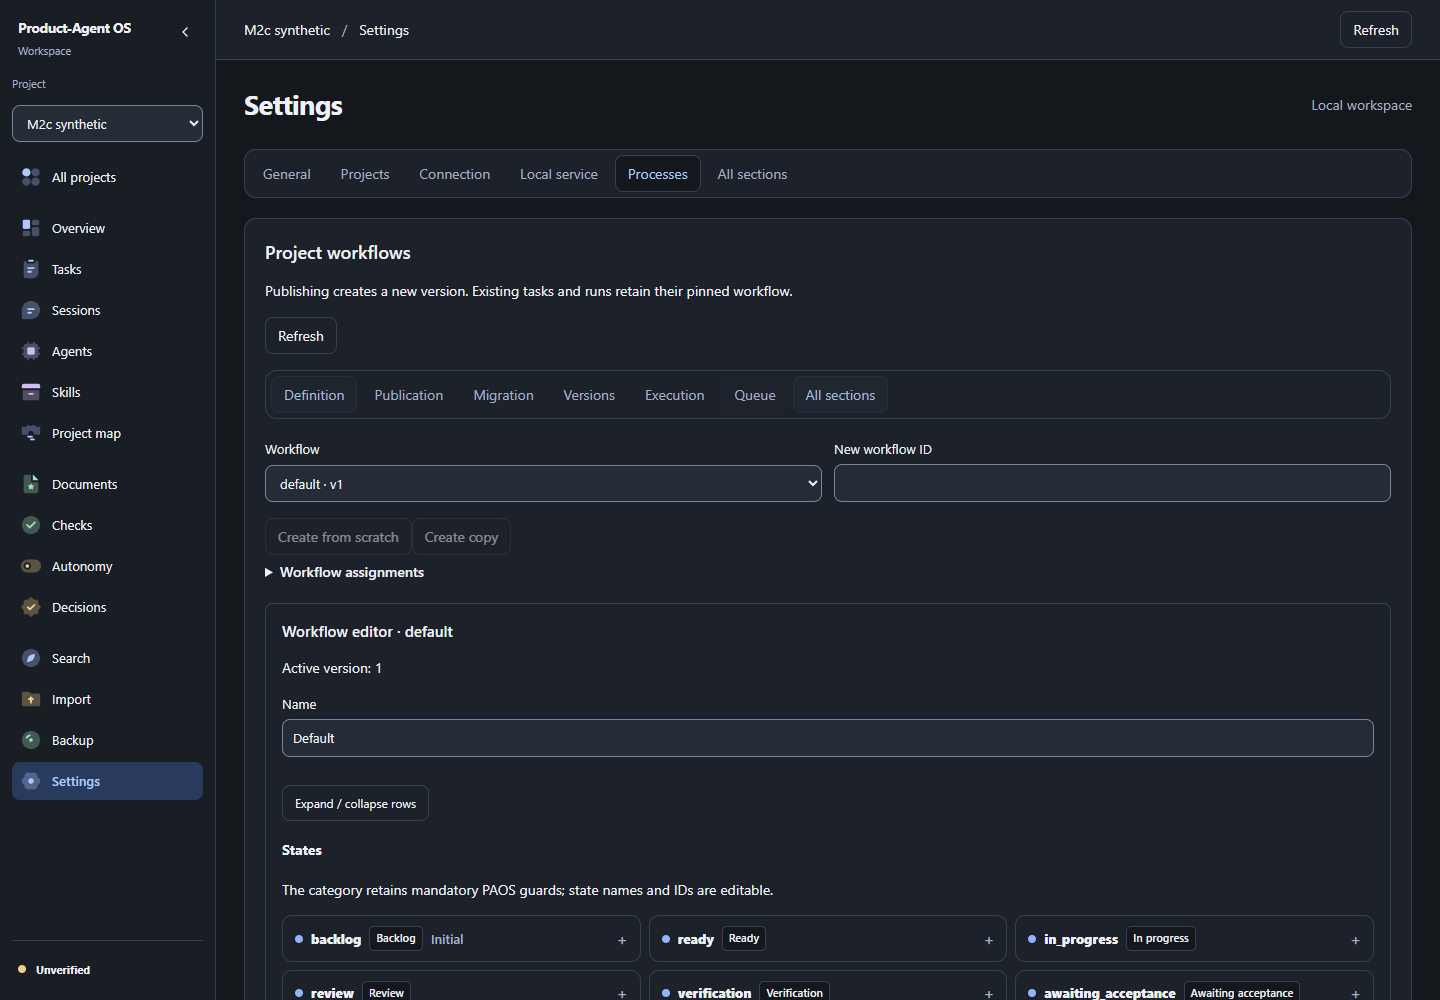 Product-Agent OS
Workspace
Project
M2c synthetic
All projects
Overview
Tasks
Sessions
Agents
Skills
Project map
Documents
Checks
Autonomy
Decisions
Search
Import
Backup
Settings
Unverified
M2c synthetic / Settings
Refresh
Settings
Local workspace
General Projects Connection Local service Processes All sections
Project workflows
Publishing creates a new version. Existing tasks and runs retain their pinned workflow.
Refresh
Definition Publication Migration Versions Execution Queue All sections
Workflow New workflow ID
default · v1
Create from scratch Create copy
Workflow assignments
Workflow editor · default
Active version: 1
Name
Default
Expand / collapse rows
States
The category retains mandatory PAOS guards; state names and IDs are editable.
backlog Backlog Initial + ready Ready + in_progress In progress +
review Review + verification Verification + awaiting_acceptance Awaiting acceptance +